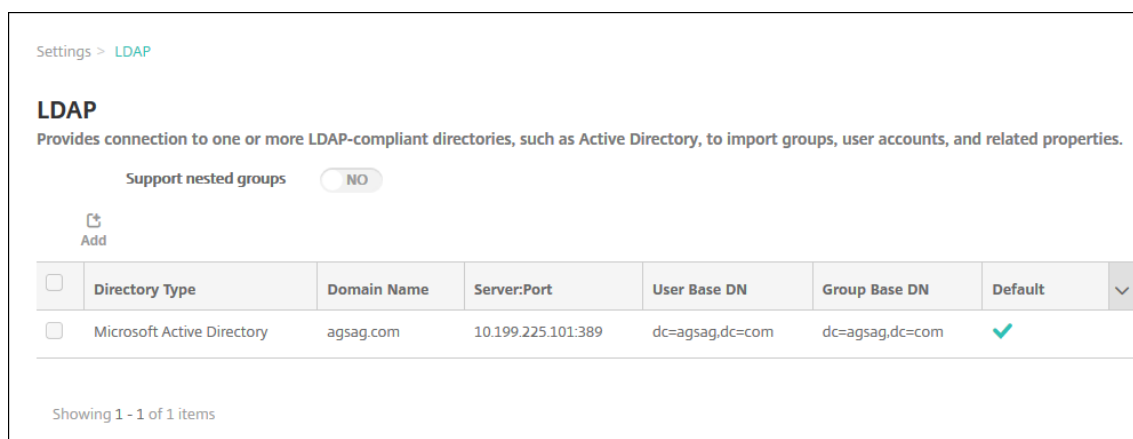 Settings > LDAP
LDAP
Provides connection to one or more LDAP-compliant directories, such as Active Directory, to import groups, user accounts, and related properties.
Support nested groups NO
Add
Directory Type Domain Name Server:Port User Base DN Group Base DN Default
Microsoft Active Directory agsag.com 10.199.225.101:389 dc=agsag,dc=com dc=agsag,dc=com
Showing 1 - 1 of 1 items